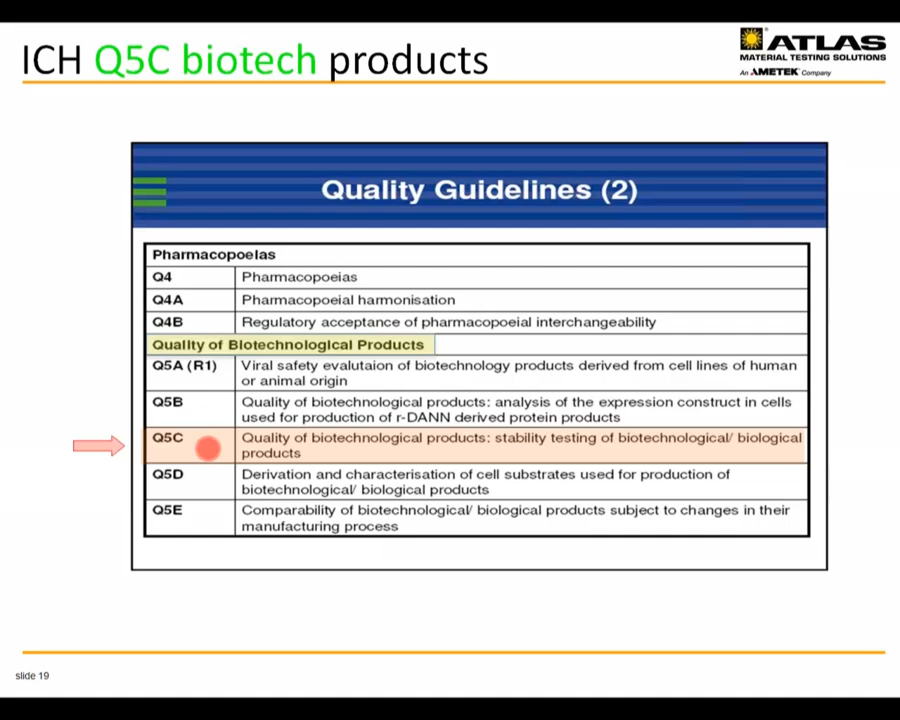 ICH Q5C biotech products
ATLAS
MATERIAL TESTING SOLUTIONS
An AMETEK Company
Quality Guidelines (2)
Pharmacopoeias
Q4 Pharmacopoeias
Q4A Pharmacopoeial harmonisation
Q4B Regulatory acceptance of pharmacopoeial interchangeability
Quality of Biotechnological Products
Q5A (R1) Viral safety evalutaion of biotechnology products derived from cell lines of human
or animal origin
Q5B Quality of biotechnological products: analysis of the expression construct in cells
used for production of r-DANN derived protein products
Q5C Quality of biotechnological products: stability testing of biotechnological/ biological
products
Q5D Derivation and characterisation of cell substrates used for production of
biotechnological/ biological products
Q5E Comparability of biotechnological/ biological products subject to changes in their
manufacturing process
slide 19